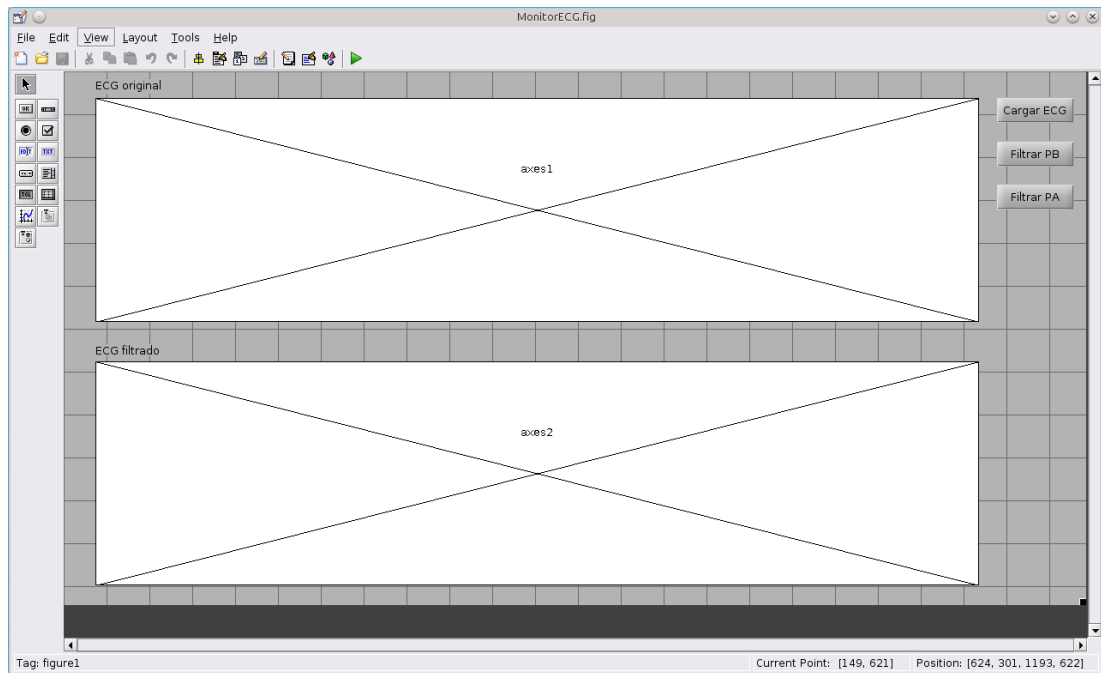 MonitorECG.fig
File Edit View Layout Tools Help
ECG original
axes1
Cargar ECG
Filtrar PB
Filtrar PA
ECG filtrado
axes2
Tag: figure1
Current Point: [149, 621]
Position: [624, 301, 1193, 622]